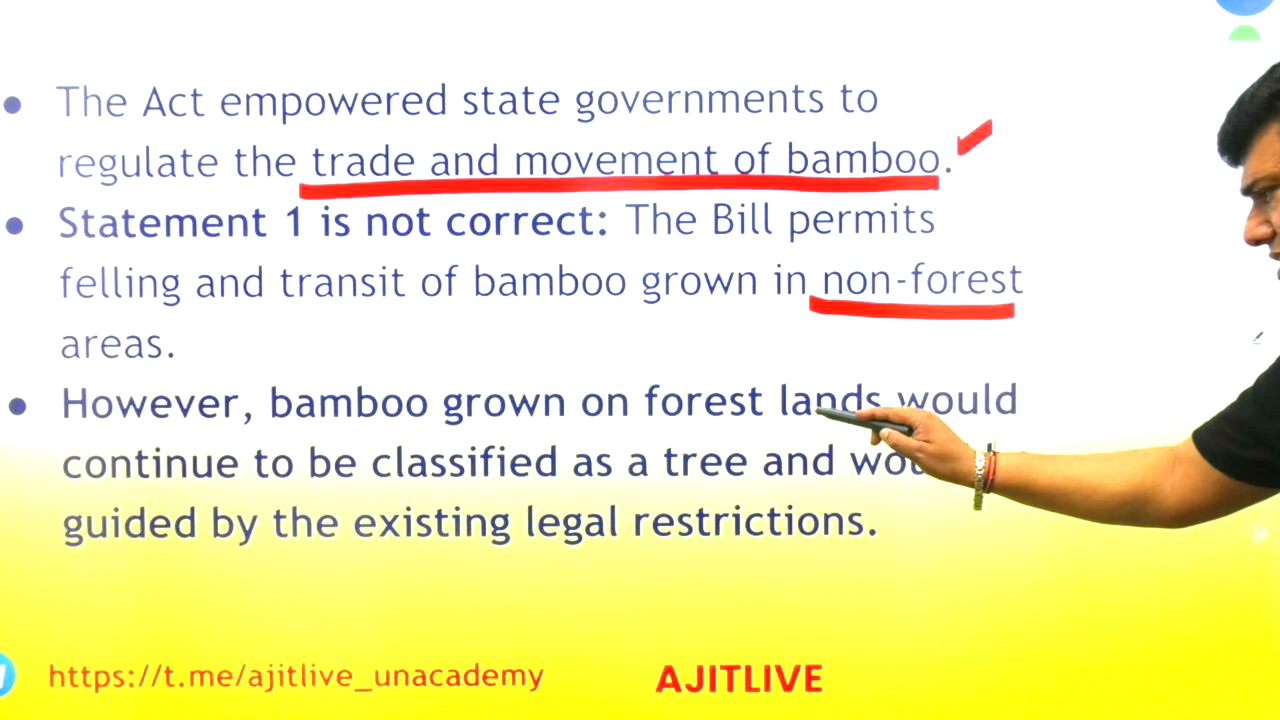 • The Act empowered state governments to
regulate the trade and movement of bamboo.
• Statement 1 is not correct: The Bill permits
felling and transit of bamboo grown in non-forest
areas.
• However, bamboo grown on forest lands would
continue to be classified as a tree and
guided by the existing legal restrictions.
https://t.me/ajitlive_unacademy AJITLIVE